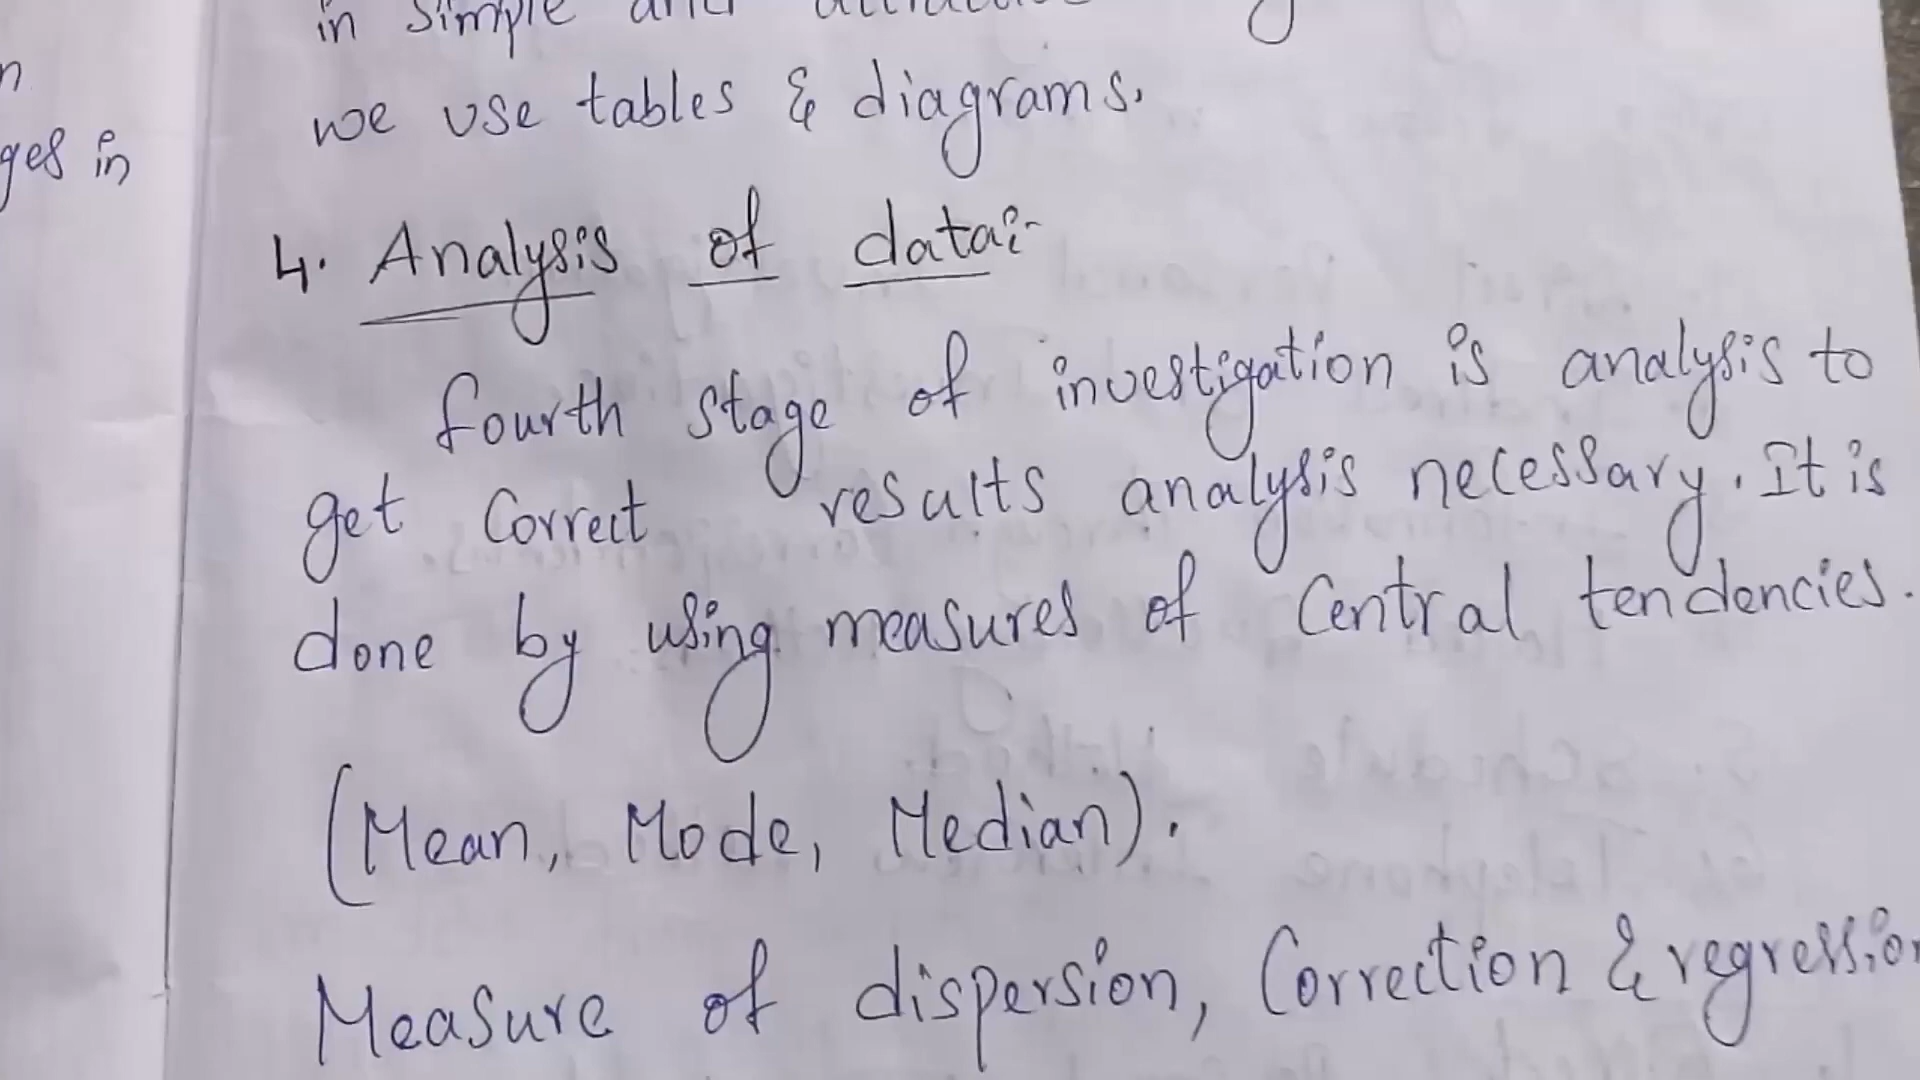 in simple and
we use tables & diagrams.
ges in
4. Analysis of data:-
fourth stage of investigation is analysis to
get Correct results analysis necessary. It is
done by using measures of Central tendencies.
(Mean, Mode, Median).
Measure of dispersion, Correction & regression